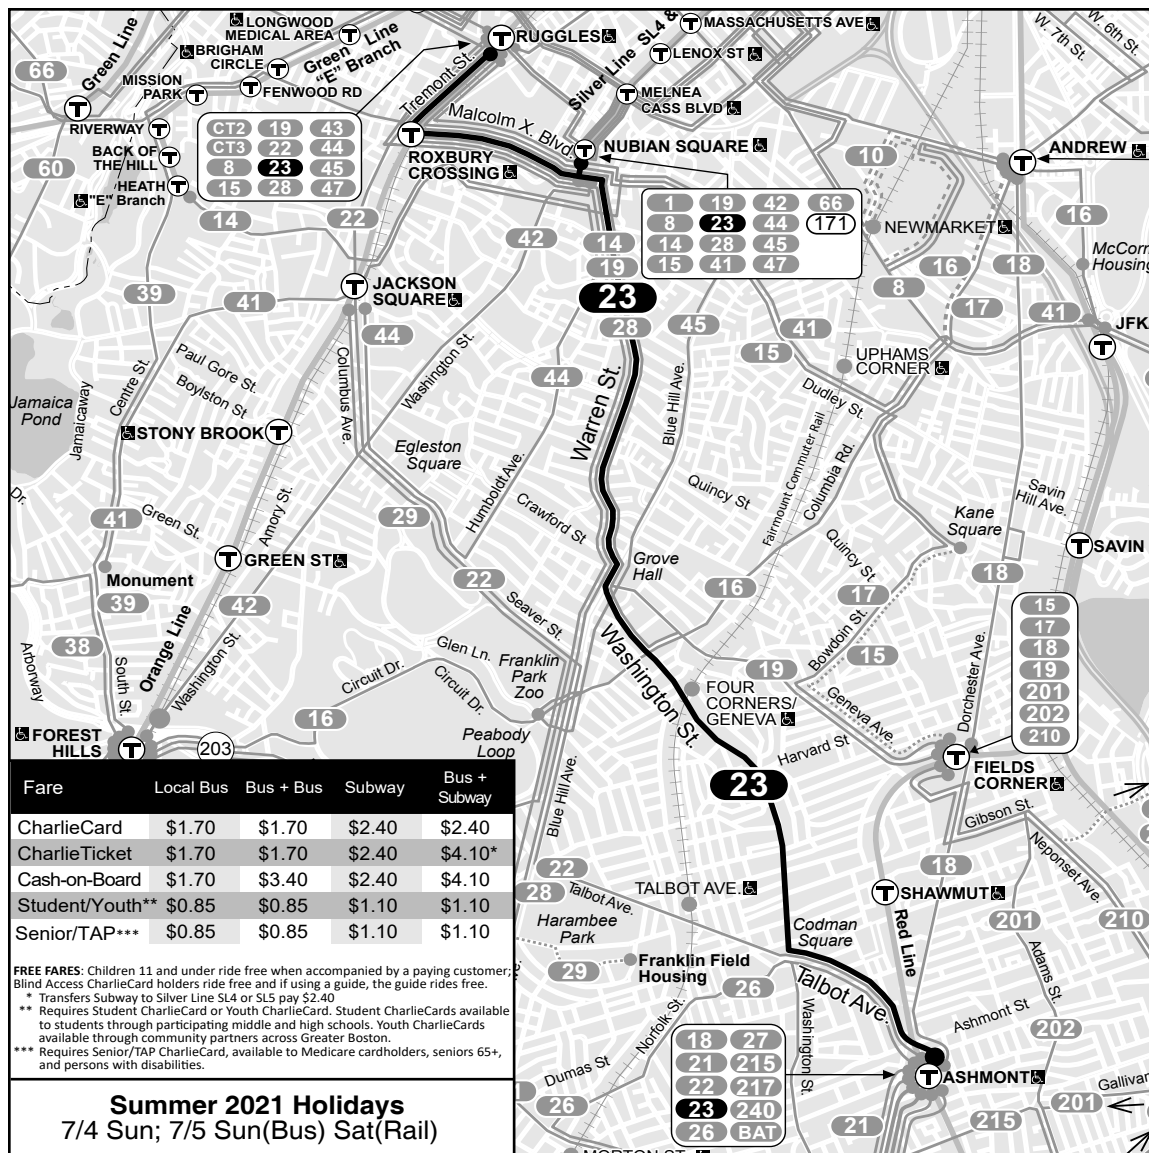 LONGWOOD
MEDICAL AREA
BRIGHAM
CIRCLE
Green Line
Green Line
"E" Branch
66
MISSION
PARK
FENWOOD RD
RIVERWAY
BACK OF
THE HILL
60
HEATH
"E" Branch
CT2 19 43
CT3 22 44
8 23 45
15 28 47
RUGGLES
Tremont St.
Silver Line SL4 &
MASSACHUSETTS AVE
LENOX ST
MELNEA
CASS BLVD
Malcolm X. Blvd.
NUBIAN SQUARE
ROXBURY
CROSSING
W. 7th St.
W. 6th St.
10
ANDREW
1 19 42 66
8 23 44 171
14 28 45
15 41 47
NEWMARKET
16
McCorm
Housing
14
22
42
14
19
23
28
16
18
8
17
39
41
JACKSON
SQUARE
44
45
41
15
41
JFK/
UPHAMS
CORNER
Paul Gore St.
Boylston St
Centre St.
Jamaicaway
Jamaica
Pond
Columbus Ave.
Washington St.
44
Warren St.
Blue Hill Ave.
Dudley St.
STONY BROOK
Egleston
Square
Humboldt Ave.
Fairmount Commuter Rail
Columbia Rd.
Dr.
Quincy St
Savin
Hill Ave.
41
Green St.
Amory St.
29
Crawford St
Kane
Square
SAVIN
GREEN ST
Grove
Hall
Quincy St
Monument
39
42
22
16
17
18
Seaver St.
Bowdoin St.
15
17
18
19
201
202
210
38
Arborway
South St.
Orange Line
Washington St.
Glen Ln.
Circuit Dr.
Circuit Dr.
Franklin
Park
Zoo
Washington St.
19
15
FOUR
CORNERS/
GENEVA
Geneva Ave.
Dorchester Ave.
16
Peabody
Loop
Harvard St
FOREST
HILLS
203
FIELDS
CORNER
23
Blue Hill Ave.
Gibson St.
Neponset Ave.
Fare Local Bus Bus + Bus Subway Bus +
Subway
CharlieCard $1.70 $1.70 $2.40 $2.40
CharlieTicket $1.70 $1.70 $2.40 $4.10*
Cash-on-Board $1.70 $3.40 $2.40 $4.10
Student/Youth** $0.85 $0.85 $1.10 $1.10
Senior/TAP*** $0.85 $0.85 $1.10 $1.10
22
28
Talbot Ave.
TALBOT AVE.
18
SHAWMUT
201
210
Harambee
Park
Codman
Square
Red Line
29
Franklin Field
Housing
26
Adams St.
Talbot Ave.
Norfolk St.
Washington St.
Ashmont St
202
FREE FARES: Children 11 and under ride free when accompanied by a paying customer;
Blind Access CharlieCard holders ride free and if using a guide, the guide rides free.
* Transfers Subway to Silver Line SL4 or SL5 pay $2.40
** Requires Student CharlieCard or Youth CharlieCard. Student CharlieCards available
to students through participating middle and high schools. Youth CharlieCards
available through community partners across Greater Boston.
*** Requires Senior/TAP CharlieCard, available to Medicare cardholders, seniors 65+,
and persons with disabilities.
18 27
21 215
22 217
23 240
26 BAT
Dumas St
26
ASHMONT
Gallivan
201
215
21
MORTON ST.
Summer 2021 Holidays
7/4 Sun; 7/5 Sun(Bus) Sat(Rail)